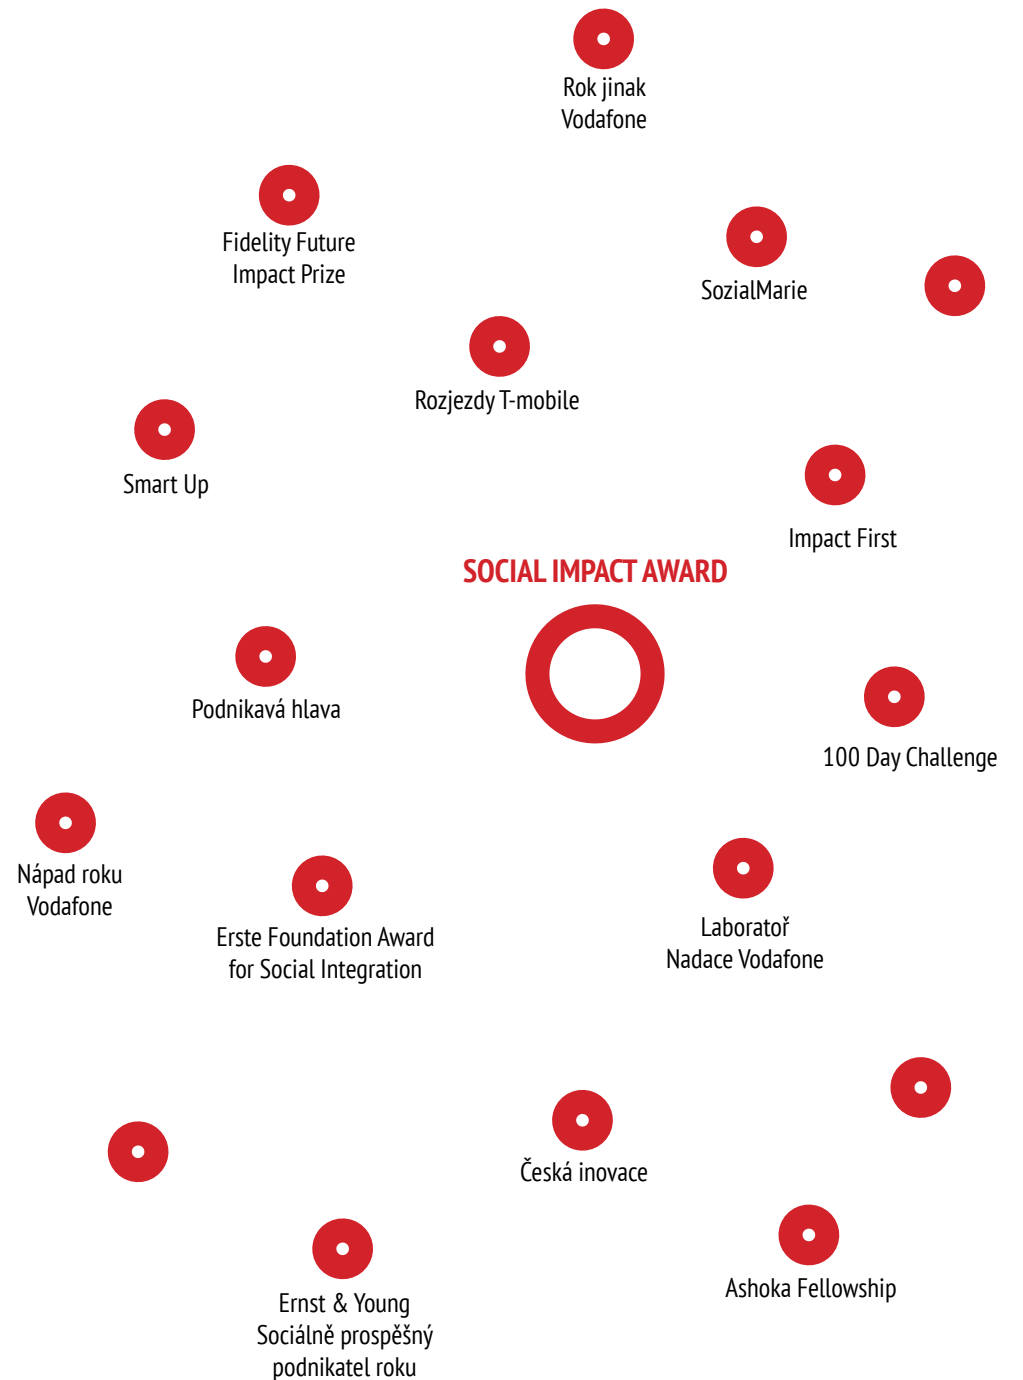 Rok jinak
Vodafone
Fidelity Future
Impact Prize
SozialMarie
Rozjezdy T-mobile
Smart Up
Impact First
SOCIAL IMPACT AWARD
Podnikavá hlava
100 Day Challenge
Nápad roku
Vodafone
Erste Foundation Award
for Social Integration
Laboratoř
Nadace Vodafone
Česká inovace
Ashoka Fellowship
Ernst & Young
Sociálně prospěšný
podnikatel roku